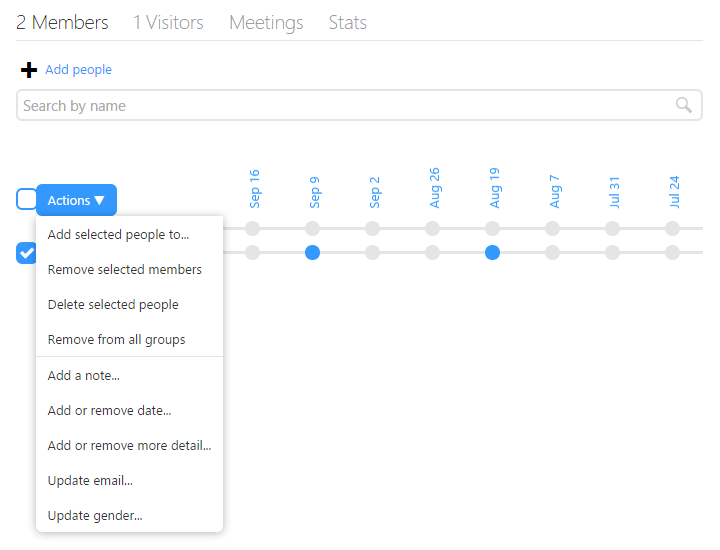 2 Members 1 Visitors Meetings Stats
Add people
Search by name
Sep 16 Sep 9 Sep 2 Aug 26 Aug 19 Aug 7 Jul 31 Jul 24
Actions ▼
Add selected people to...
Remove selected members
Delete selected people
Remove from all groups
Add a note...
Add or remove date...
Add or remove more detail...
Update email...
Update gender...